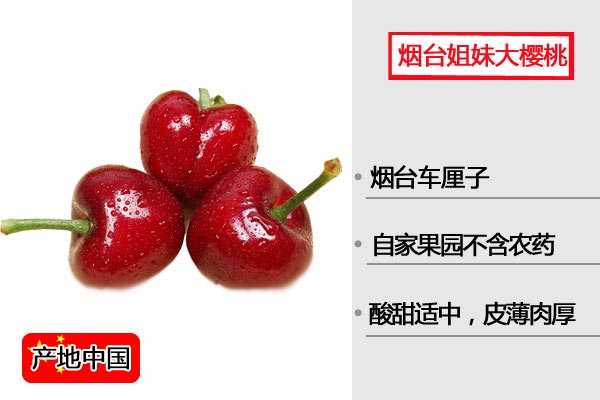 烟台姐妹大樱桃
烟台车厘子
自家果园不含农药
酸甜适中，皮薄肉厚
产地中国